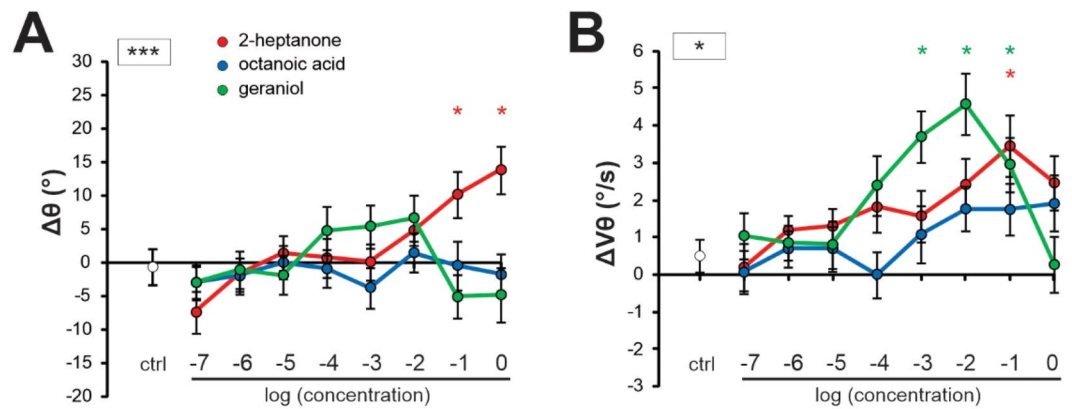 A
***
2-heptanone
octanoic acid
geraniol
Δθ (°)
30
25
20
15
10
5
0
-5
-10
-15
-20
* *
ctrl -7 -6 -5 -4 -3 -2 -1 0
log (concentration)
B
*
ΔVθ (°/s)
6
5
4
3
2
1
0
-1
-2
-3
* * *
*
ctrl -7 -6 -5 -4 -3 -2 -1 0
log (concentration)